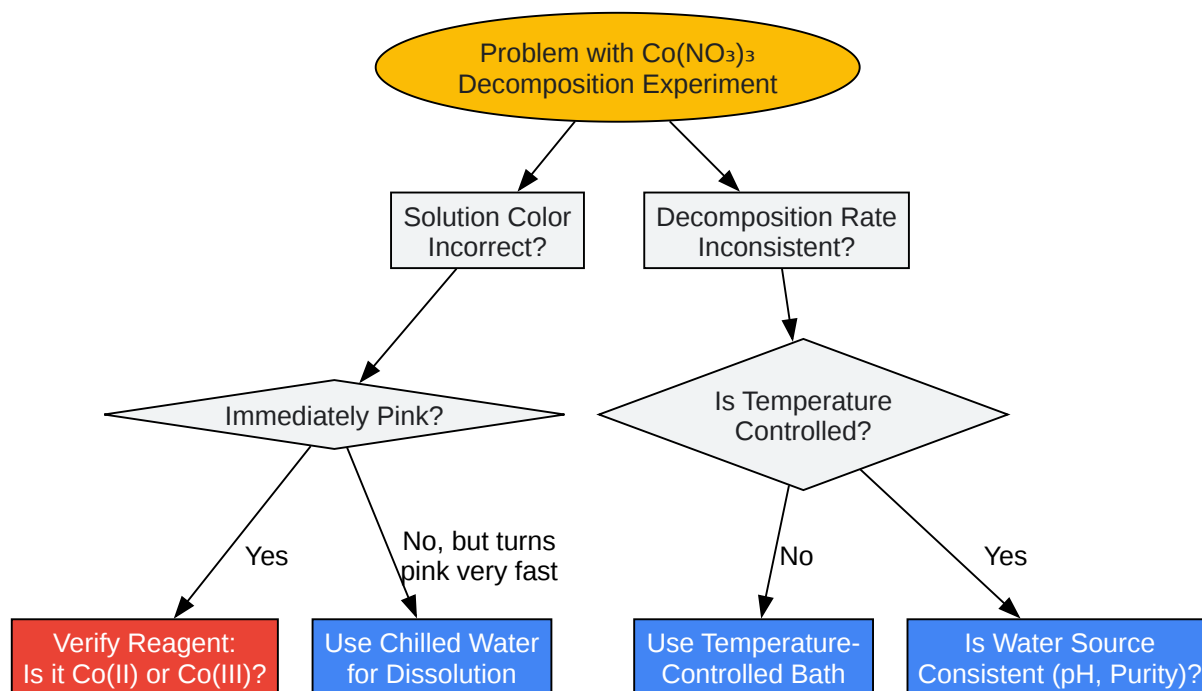 Problem with Co(NO₃)₃
Decomposition Experiment
Solution Color
Incorrect?
Decomposition Rate
Inconsistent?
Immediately Pink?
Is Temperature
Controlled?
Yes
No, but turns
pink very fast
No
Yes
Verify Reagent:
Is it Co(II) or Co(III)?
Use Chilled Water
for Dissolution
Use Temperature-
Controlled Bath
Is Water Source
Consistent (pH, Purity)?